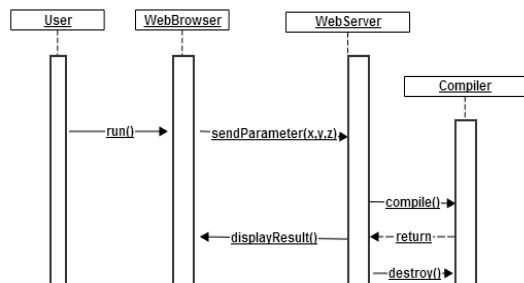 User
WebBrowser
WebServer
Compiler
run()
sendParameter(x,y,z)
compile()
displayResult()
return
destroy()